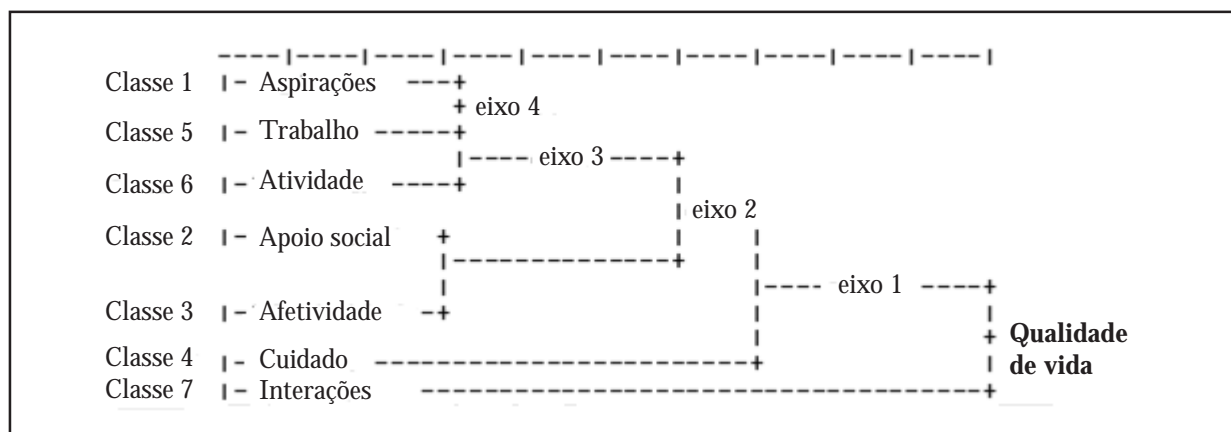 ----|----|----|----|----|----|----|----|----|----|
Classe 1 |- Aspirações ---+
+ eixo 4
Classe 5 |- Trabalho -----+
|---- eixo 3 ----+
Classe 6 |- Atividade ----+ |
| eixo 2
Classe 2 |- Apoio social + | |
|--------------+ |
| |---- eixo 1 ----+
Classe 3 |- Afetividade -+ | |
| + Qualidade
Classe 4 |- Cuidado ------------------------+ | de vida
Classe 7 |- Interações ------------------------------------+